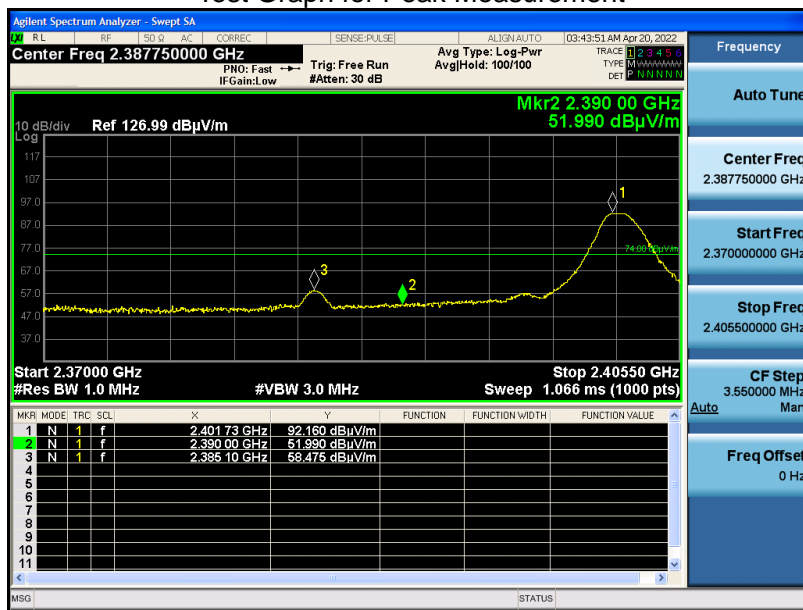 Test Graph for Peak Measurement
Agilent Spectrum Analyzer - Swept SA
LXI RL RF 50 Ω AC CORREC SENSE:PULSE ALIGN AUTO 03:43:51 AM Apr 20, 2022
Center Freq 2.387750000 GHz
PNO: Fast
IFGain:Low
Trig: Free Run
#Atten: 30 dB
Avg Type: Log-Pwr
Avg|Hold: 100/100
TRACE 1 2 3 4 5 6
TYPE MWWWWW
DET P N N N N N
Mkr2 2.390 00 GHz
51.990 dBµV/m
10 dB/div Ref 126.99 dBµV/m
Log
117
107
97.0
87.0
77.0
67.0
57.0
47.0
37.0
1
74.00 dBµV/m
3
2
Start 2.37000 GHz Stop 2.40550 GHz
#Res BW 1.0 MHz #VBW 3.0 MHz Sweep 1.066 ms (1000 pts)
MKR MODE TRC SCL X Y FUNCTION FUNCTION WIDTH FUNCTION VALUE
1 N 1 f 2.401 73 GHz 92.160 dBµV/m
2 N 1 f 2.390 00 GHz 51.990 dBµV/m
3 N 1 f 2.385 10 GHz 58.475 dBµV/m
4
5
6
7
8
9
10
11
MSG STATUS
Frequency
Auto Tune
Center Freq
2.387750000 GHz
Start Freq
2.370000000 GHz
Stop Freq
2.405500000 GHz
CF Step
3.550000 MHz
Auto Man
Freq Offset
0 Hz